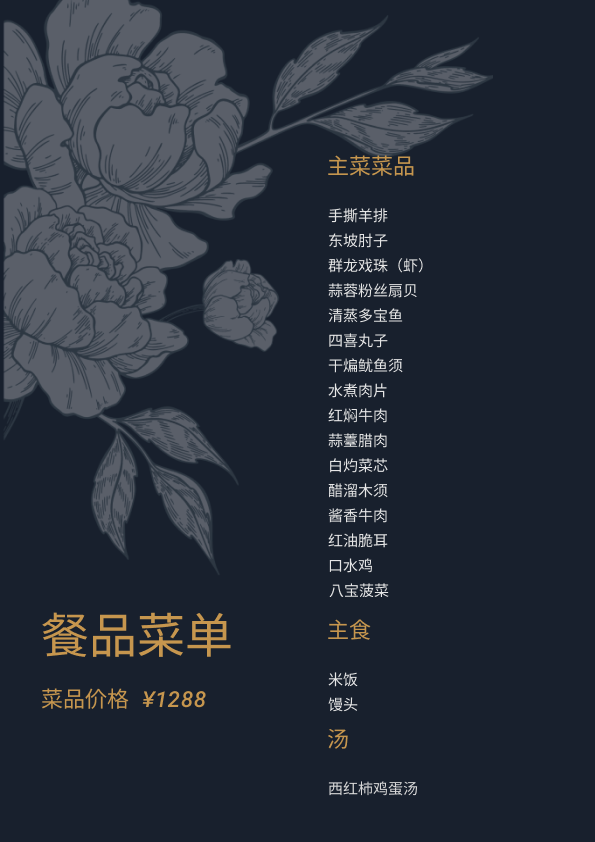 主菜菜品
手撕羊排
东坡肘子
群龙戏珠（虾）
蒜蓉粉丝扇贝
清蒸多宝鱼
四喜丸子
干煸鱿鱼须
水煮肉片
红焖牛肉
蒜薹腊肉
白灼菜芯
醋溜木须
酱香牛肉
红油脆耳
口水鸡
八宝菠菜
餐品菜单
菜品价格 ¥1288
主食
米饭
馒头
汤
西红柿鸡蛋汤